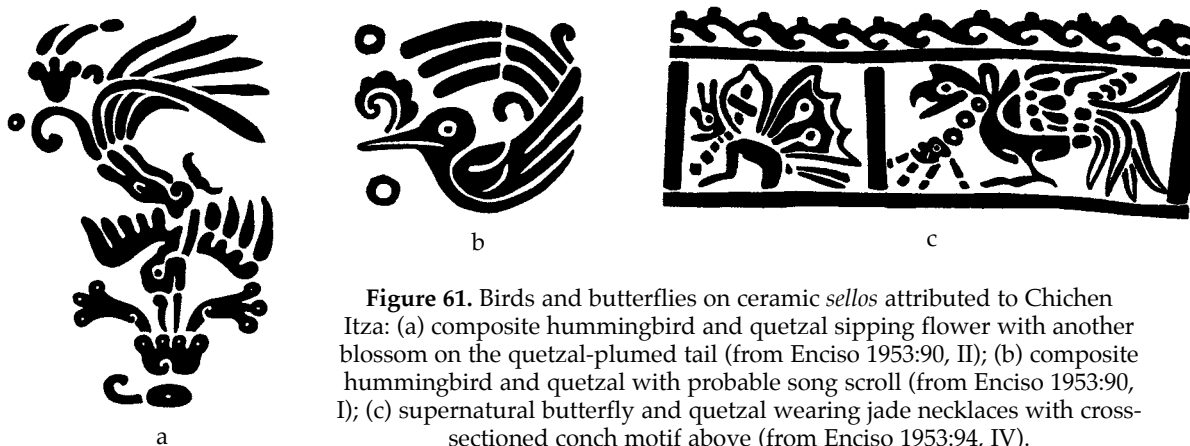 a
b
c
Figure 61. Birds and butterflies on ceramic sellos attributed to Chichen
Itza: (a) composite hummingbird and quetzal sipping flower with another
blossom on the quetzal-plumed tail (from Enciso 1953:90, II); (b) composite
hummingbird and quetzal with probable song scroll (from Enciso 1953:90,
I); (c) supernatural butterfly and quetzal wearing jade necklaces with cross-
sectioned conch motif above (from Enciso 1953:94, IV).